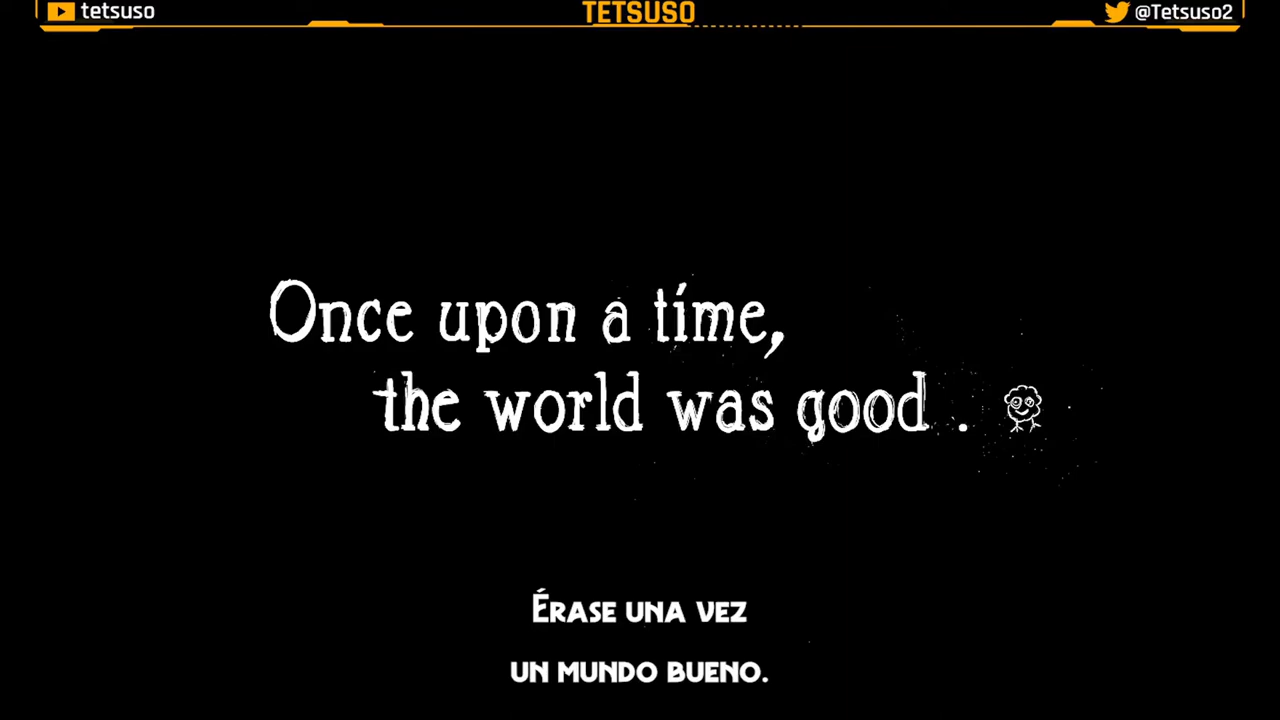 tetsuso
TETSUSO
@Tetsuso2
Once upon a time,
the world was good .
ÉRASE UNA VEZ
UN MUNDO BUENO.